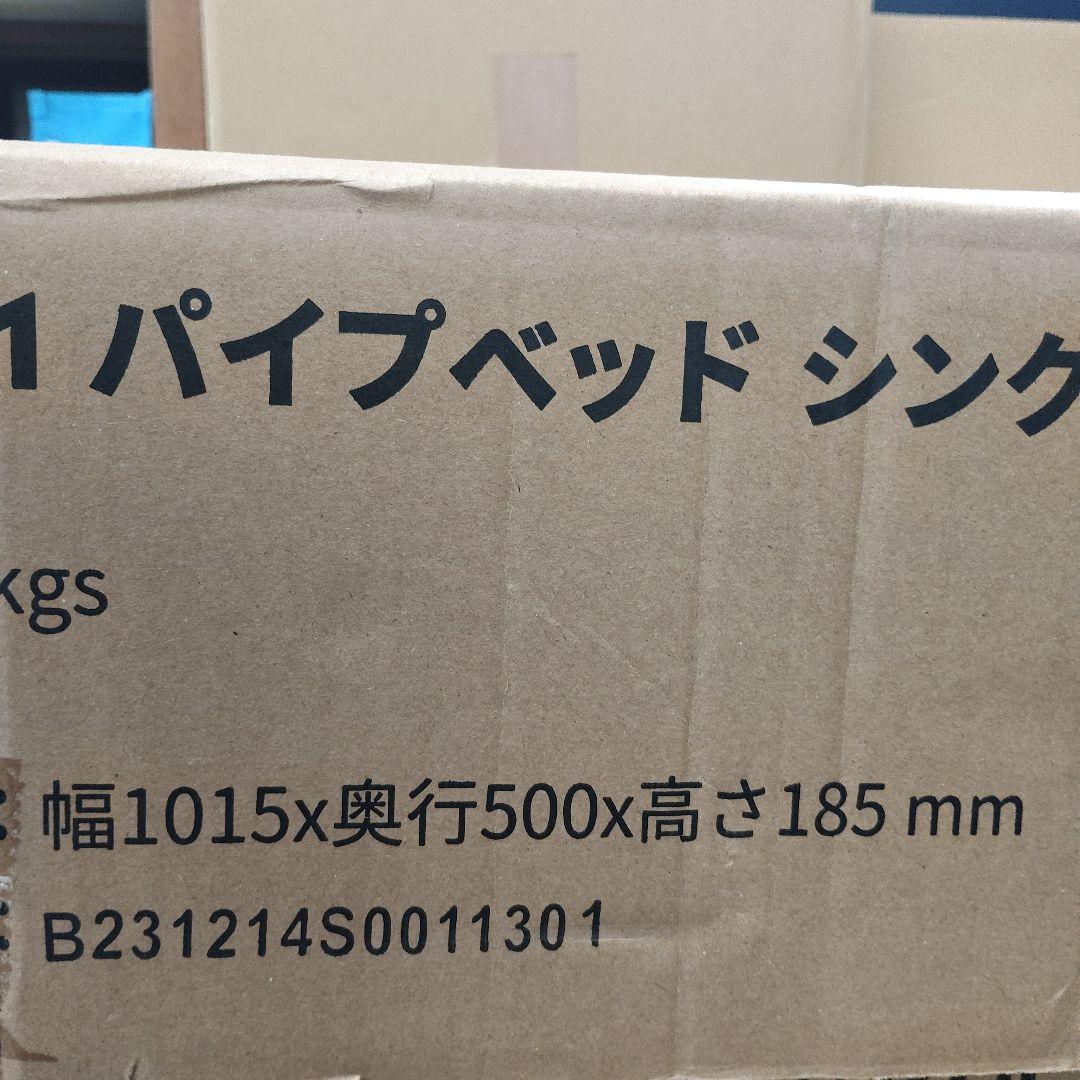 1 パイプベッド シング
kgs
: 幅1015x奥行500x高さ185 mm
: B231214S0011301